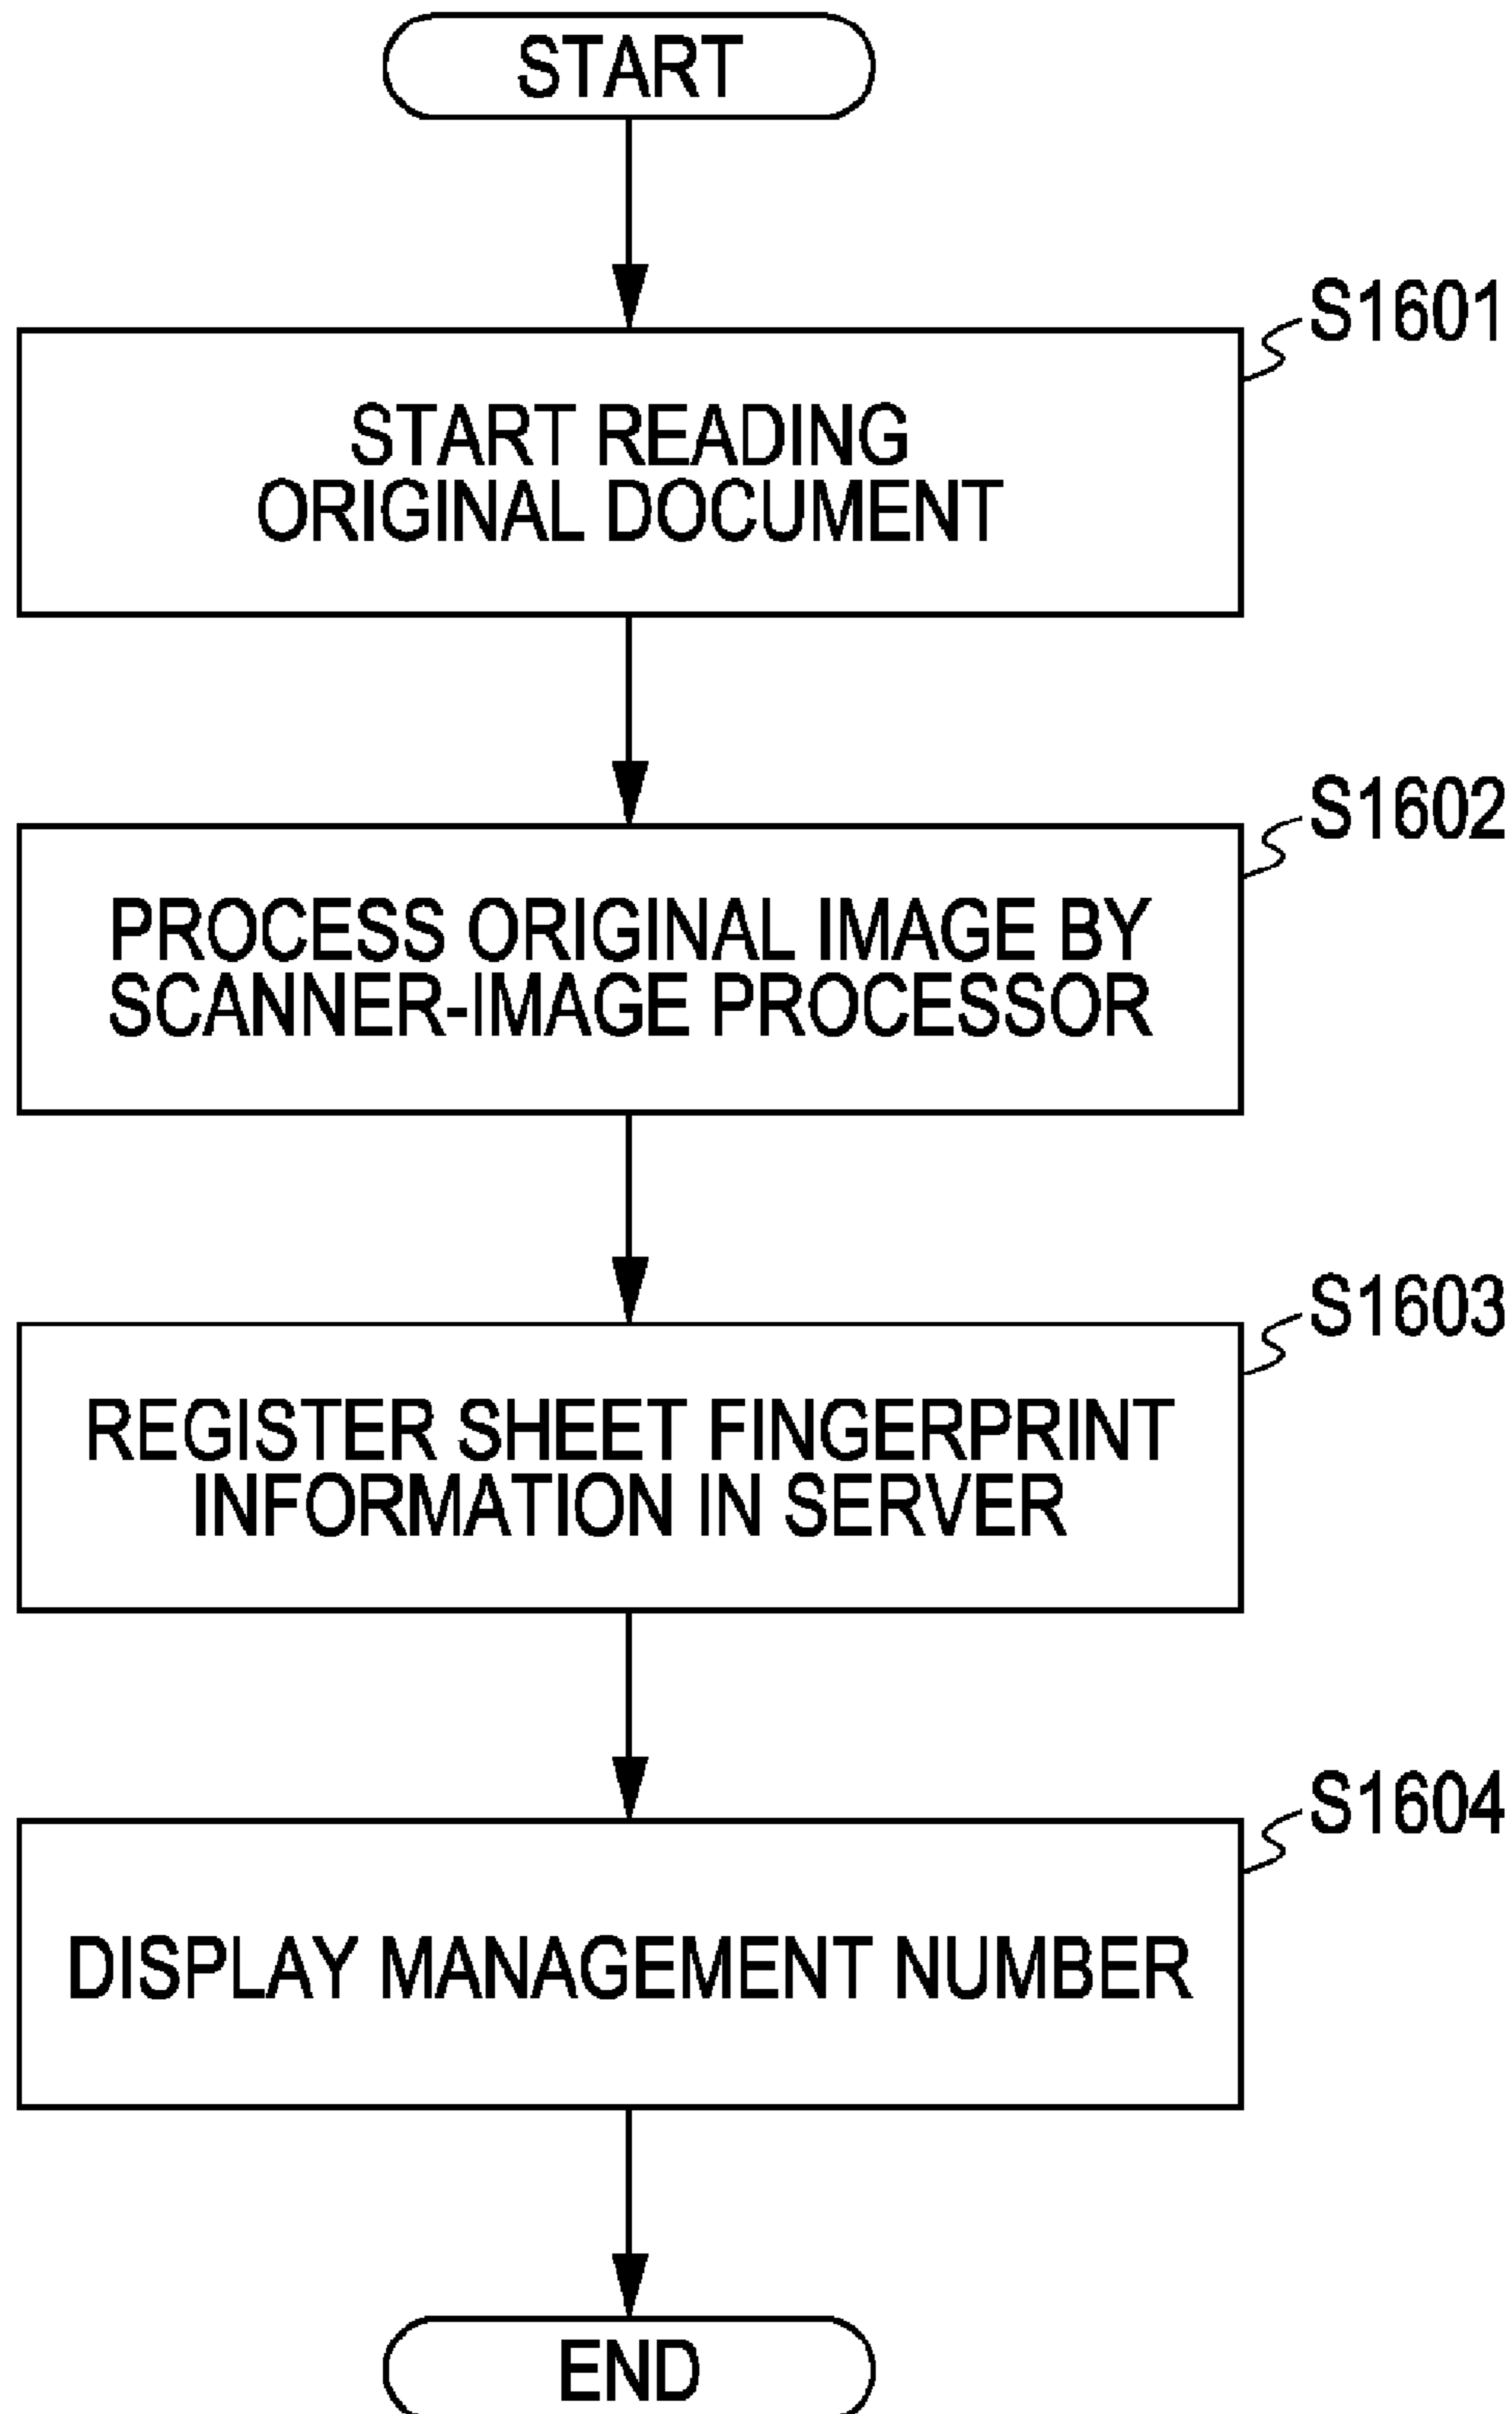 START
S1601
START READING
ORIGINAL DOCUMENT
S1602
PROCESS ORIGINAL IMAGE BY
SCANNER-IMAGE PROCESSOR
S1603
REGISTER SHEET FINGERPRINT
INFORMATION IN SERVER
S1604
DISPLAY MANAGEMENT NUMBER
END